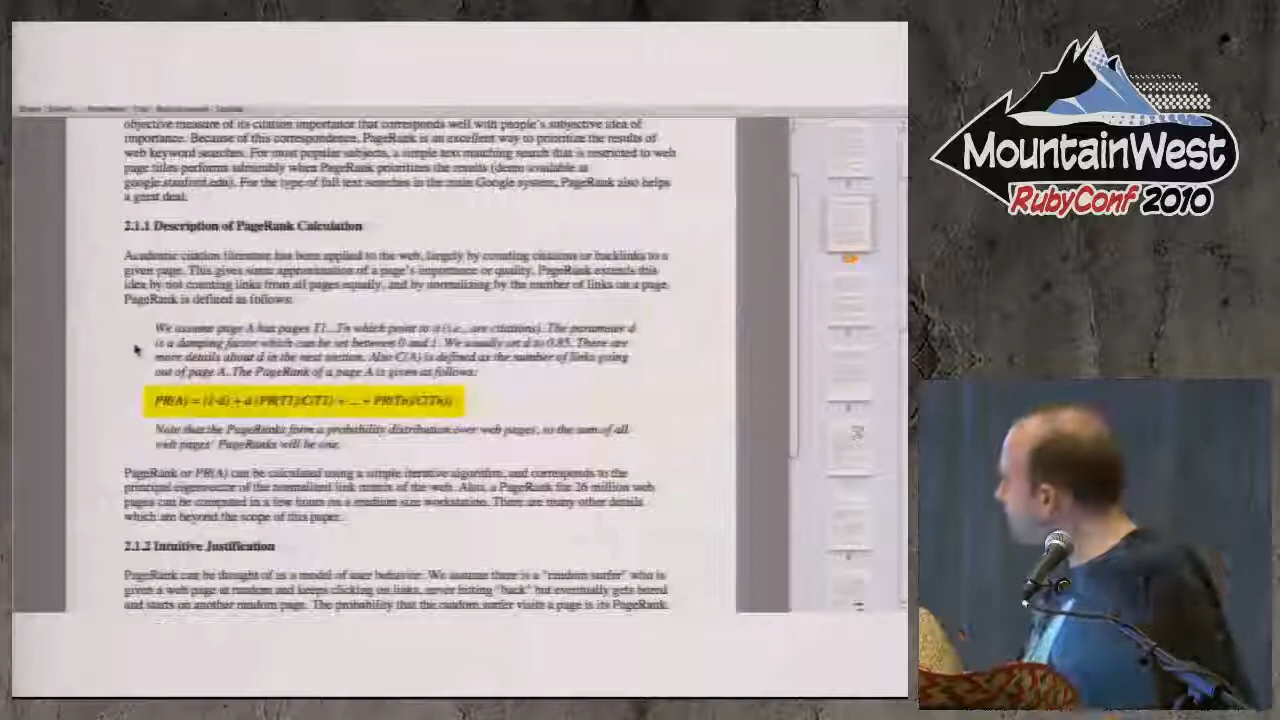 objective measure of its citation importance that corresponds well with people's subjective idea of
importance. Because of this correspondence, PageRank is an excellent way to prioritize the results of
web keyword searches. For most popular subjects, a simple text matching search that is restricted to web
page titles performs admirably when PageRank prioritizes the results (demo available at
google.stanford.edu). For the type of full text searches in the main Google system, PageRank also helps
a great deal.
2.1.1 Description of PageRank Calculation
Academic citation literature has been applied to the web, largely by counting citations or backlinks to a
given page. This gives some approximation of a page's importance or quality. PageRank extends this
idea by not counting links from all pages equally, and by normalizing by the number of links on a page.
PageRank is defined as follows:
We assume page A has pages T1...Tn which point to it (i.e., are citations). The parameter d
is a damping factor which can be set between 0 and 1. We usually set d to 0.85. There are
more details about d in the next section. Also C(A) is defined as the number of links going
out of page A. The PageRank of a page A is given as follows:
PR(A) = (1-d) + d (PR(T1)/C(T1) + ... + PR(Tn)/C(Tn))
Note that the PageRanks form a probability distribution over web pages, so the sum of all
web pages' PageRanks will be one.
PageRank or PR(A) can be calculated using a simple iterative algorithm, and corresponds to the
principal eigenvector of the normalized link matrix of the web. Also, a PageRank for 26 million web
pages can be computed in a few hours on a medium size workstation. There are many other details
which are beyond the scope of this paper.
2.1.2 Intuitive Justification
PageRank can be thought of as a model of user behavior. We assume there is a "random surfer" who is
given a web page at random and keeps clicking on links, never hitting "back" but eventually gets bored
and starts on another random page. The probability that the random surfer visits a page is its PageRank.
MountainWest
RubyConf 2010